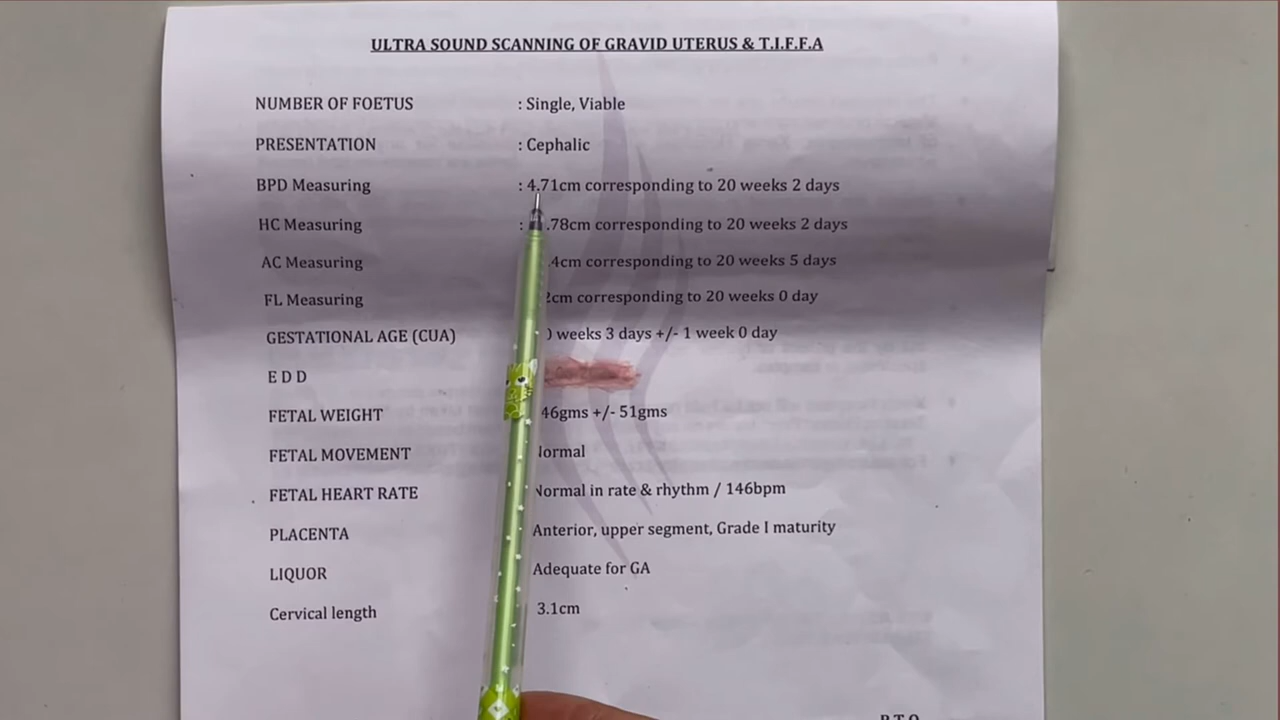 ULTRA SOUND SCANNING OF GRAVID UTERUS & T.I.F.F.A
NUMBER OF FOETUS : Single, Viable
PRESENTATION : Cephalic
BPD Measuring : 4.71cm corresponding to 20 weeks 2 days
HC Measuring : .78cm corresponding to 20 weeks 2 days
AC Measuring .4cm corresponding to 20 weeks 5 days
FL Measuring 2cm corresponding to 20 weeks 0 day
GESTATIONAL AGE (CUA) weeks 3 days +/- 1 week 0 day
E D D
FETAL WEIGHT 46gms +/- 51gms
FETAL MOVEMENT ormal
FETAL HEART RATE Normal in rate & rhythm / 146bpm
PLACENTA Anterior, upper segment, Grade I maturity
LIQUOR Adequate for GA
Cervical length 3.1cm